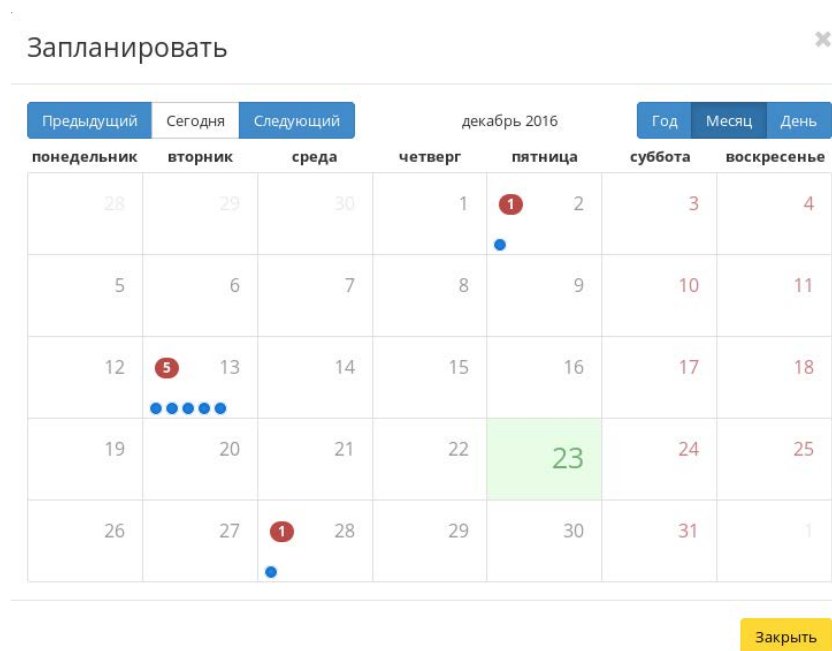 Запланировать ×
Предыдущий Сегодня Следующий декабрь 2016 Год Месяц День
понедельник вторник среда четверг пятница суббота воскресенье
28 29 30 1 1 2 3 4
5 6 7 8 9 10 11
12 5 13 14 15 16 17 18
19 20 21 22 23 24 25
26 27 1 28 29 30 31 1
Закрыть